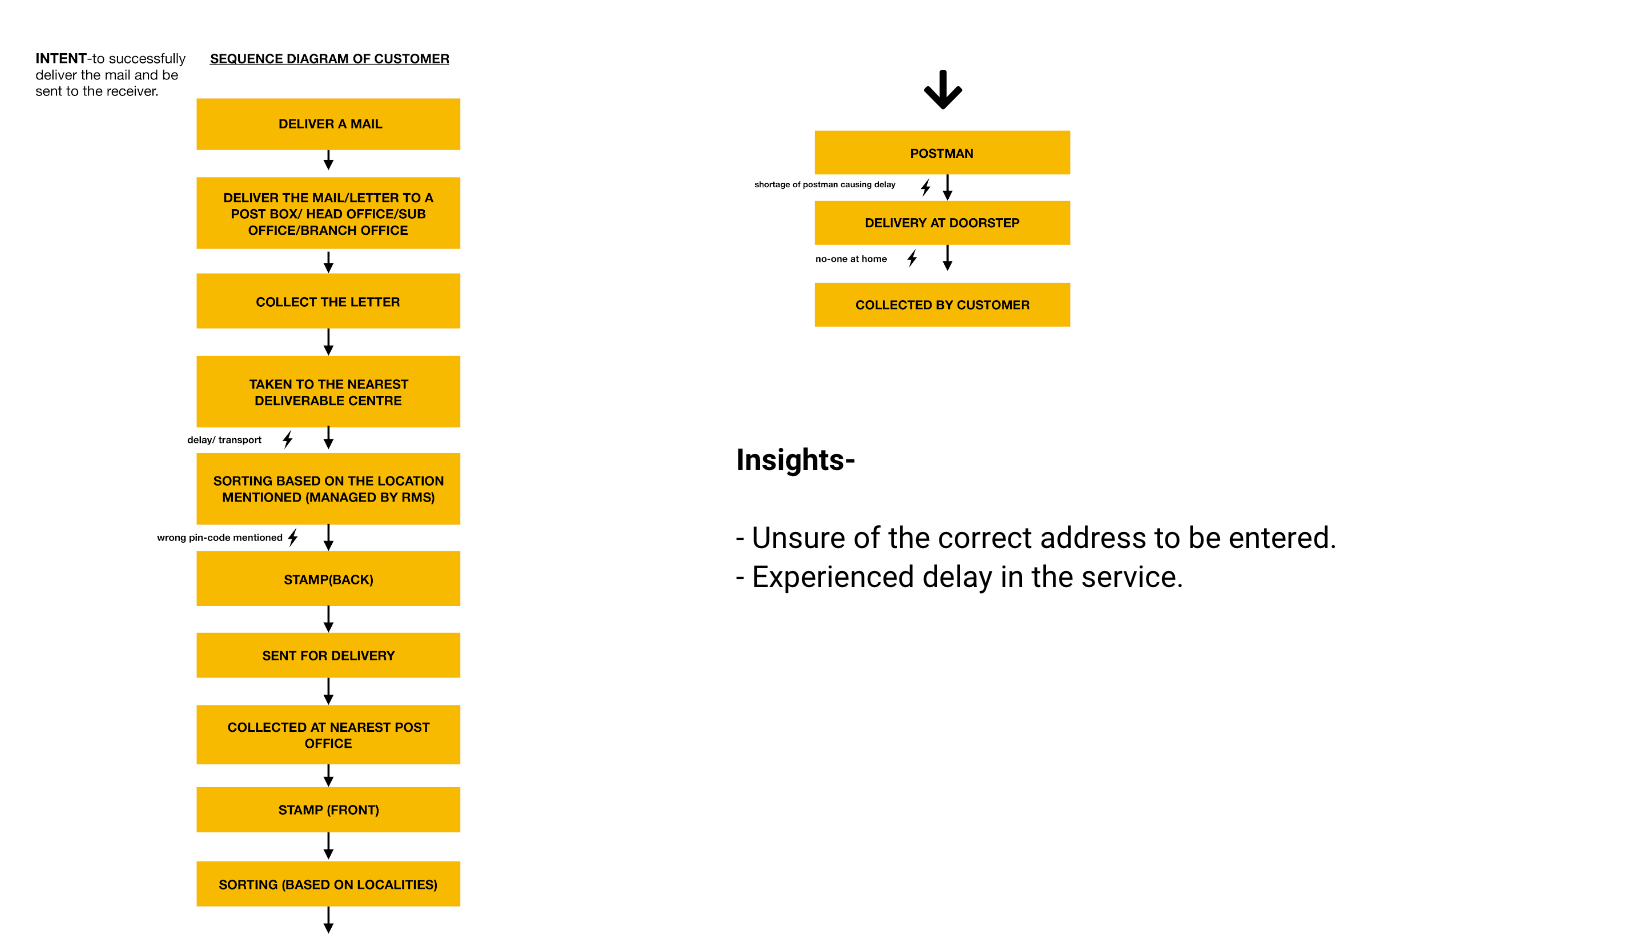 INTENT-to successfully
deliver the mail and be
sent to the receiver.
SEQUENCE DIAGRAM OF CUSTOMER
DELIVER A MAIL
DELIVER THE MAIL/LETTER TO A
POST BOX/ HEAD OFFICE/SUB
OFFICE/BRANCH OFFICE
COLLECT THE LETTER
TAKEN TO THE NEAREST
DELIVERABLE CENTRE
delay/ transport
SORTING BASED ON THE LOCATION
MENTIONED (MANAGED BY RMS)
wrong pin-code mentioned
STAMP(BACK)
SENT FOR DELIVERY
COLLECTED AT NEAREST POST
OFFICE
STAMP (FRONT)
SORTING (BASED ON LOCALITIES)
POSTMAN
shortage of postman causing delay
DELIVERY AT DOORSTEP
no-one at home
COLLECTED BY CUSTOMER
Insights-
- Unsure of the correct address to be entered.
- Experienced delay in the service.